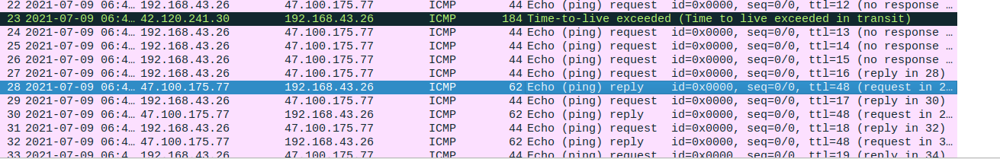 22 2021-07-09 06:4… 192.168.43.26 47.100.175.77 ICMP 44 Echo (ping) request id=0x0000, seq=0/0, ttl=12 (no response …
23 2021-07-09 06:4… 42.120.241.30 192.168.43.26 ICMP 184 Time-to-live exceeded (Time to live exceeded in transit)
24 2021-07-09 06:4… 192.168.43.26 47.100.175.77 ICMP 44 Echo (ping) request id=0x0000, seq=0/0, ttl=13 (no response …
25 2021-07-09 06:4… 192.168.43.26 47.100.175.77 ICMP 44 Echo (ping) request id=0x0000, seq=0/0, ttl=14 (no response …
26 2021-07-09 06:4… 192.168.43.26 47.100.175.77 ICMP 44 Echo (ping) request id=0x0000, seq=0/0, ttl=15 (no response …
27 2021-07-09 06:4… 192.168.43.26 47.100.175.77 ICMP 44 Echo (ping) request id=0x0000, seq=0/0, ttl=16 (reply in 28)
28 2021-07-09 06:4… 47.100.175.77 192.168.43.26 ICMP 62 Echo (ping) reply id=0x0000, seq=0/0, ttl=48 (request in 2…
29 2021-07-09 06:4… 192.168.43.26 47.100.175.77 ICMP 44 Echo (ping) request id=0x0000, seq=0/0, ttl=17 (reply in 30)
30 2021-07-09 06:4… 47.100.175.77 192.168.43.26 ICMP 62 Echo (ping) reply id=0x0000, seq=0/0, ttl=48 (request in 2…
31 2021-07-09 06:4… 192.168.43.26 47.100.175.77 ICMP 44 Echo (ping) request id=0x0000, seq=0/0, ttl=18 (reply in 32)
32 2021-07-09 06:4… 47.100.175.77 192.168.43.26 ICMP 62 Echo (ping) reply id=0x0000, seq=0/0, ttl=48 (request in 3…
33 2021-07-09 06:4… 192.168.43.26 47.100.175.77 ICMP 44 Echo (ping) request id=0x0000, seq=0/0, ttl=19 (reply in 34)